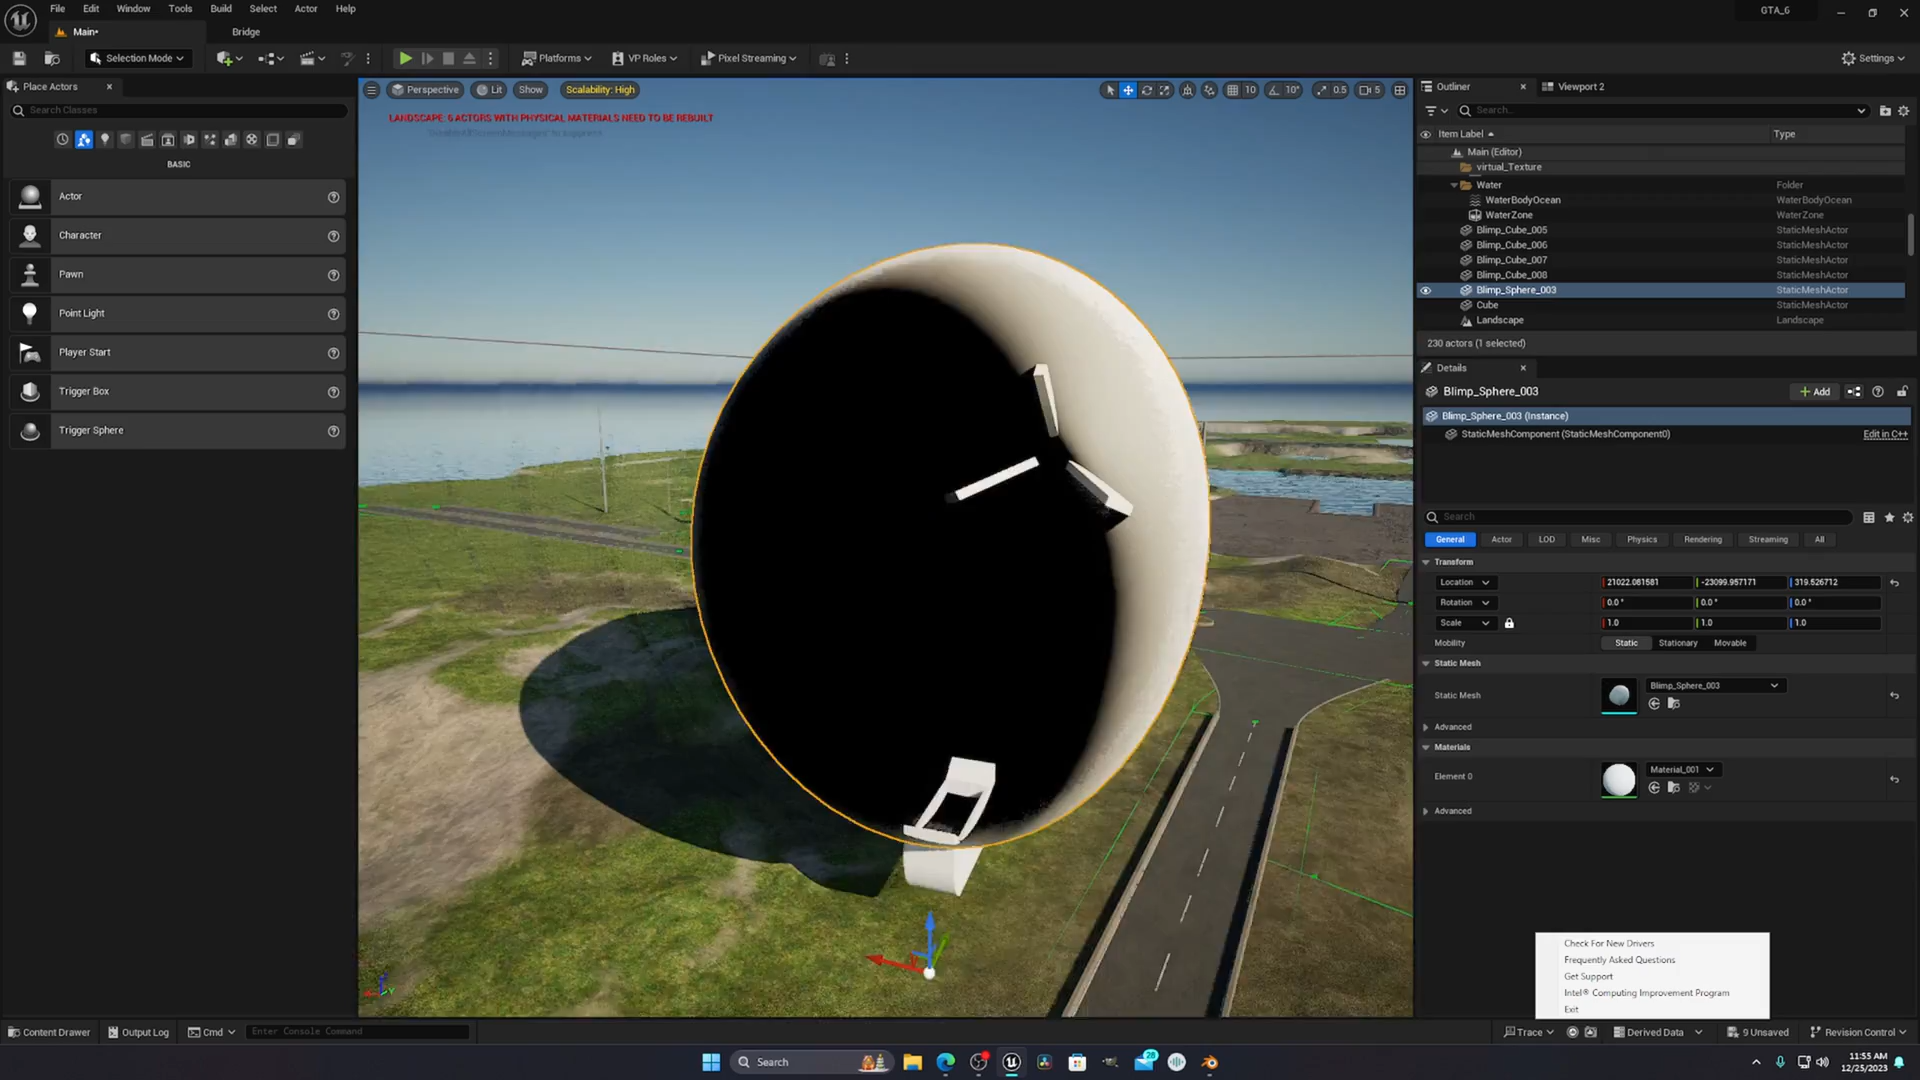 File Edit Window Tools Build Select Actor Help
GTA_6
Main•
Bridge
Selection Mode
Platforms
VP Roles
Pixel Streaming
Settings
Place Actors
Search Classes
BASIC
Actor
Character
Pawn
Point Light
Player Start
Trigger Box
Trigger Sphere
Perspective
Lit
Show
Scalability: High
10
10°
0.5
5
LANDSCAPE: 6 ACTORS WITH PHYSICAL MATERIALS NEED TO BE REBUILT
'DisableAllScreenMessages' to suppress
Outliner
Viewport 2
Search...
Item Label
Type
Main (Editor)
virtual_Texture
Water Folder
WaterBodyOcean WaterBodyOcean
WaterZone WaterZone
Blimp_Cube_005 StaticMeshActor
Blimp_Cube_006 StaticMeshActor
Blimp_Cube_007 StaticMeshActor
Blimp_Cube_008 StaticMeshActor
Blimp_Sphere_003 StaticMeshActor
Cube StaticMeshActor
Landscape Landscape
230 actors (1 selected)
Details
Blimp_Sphere_003
Add
Blimp_Sphere_003 (Instance)
StaticMeshComponent (StaticMeshComponent0) Edit in C++
Search
General Actor LOD Misc Physics Rendering Streaming All
Transform
Location 21022.081581 -23099.957171 319.526712
Rotation 0.0° 0.0° 0.0°
Scale 1.0 1.0 1.0
Mobility Static Stationary Movable
Static Mesh
Static Mesh Blimp_Sphere_003
Advanced
Materials
Element 0 Material_001
Advanced
Check For New Drivers
Frequently Asked Questions
Get Support
Intel® Computing Improvement Program
Exit
Content Drawer
Output Log
Cmd
Enter Console Command
Trace
Derived Data
9 Unsaved
Revision Control
Search
28
11:55 AM
12/25/2023